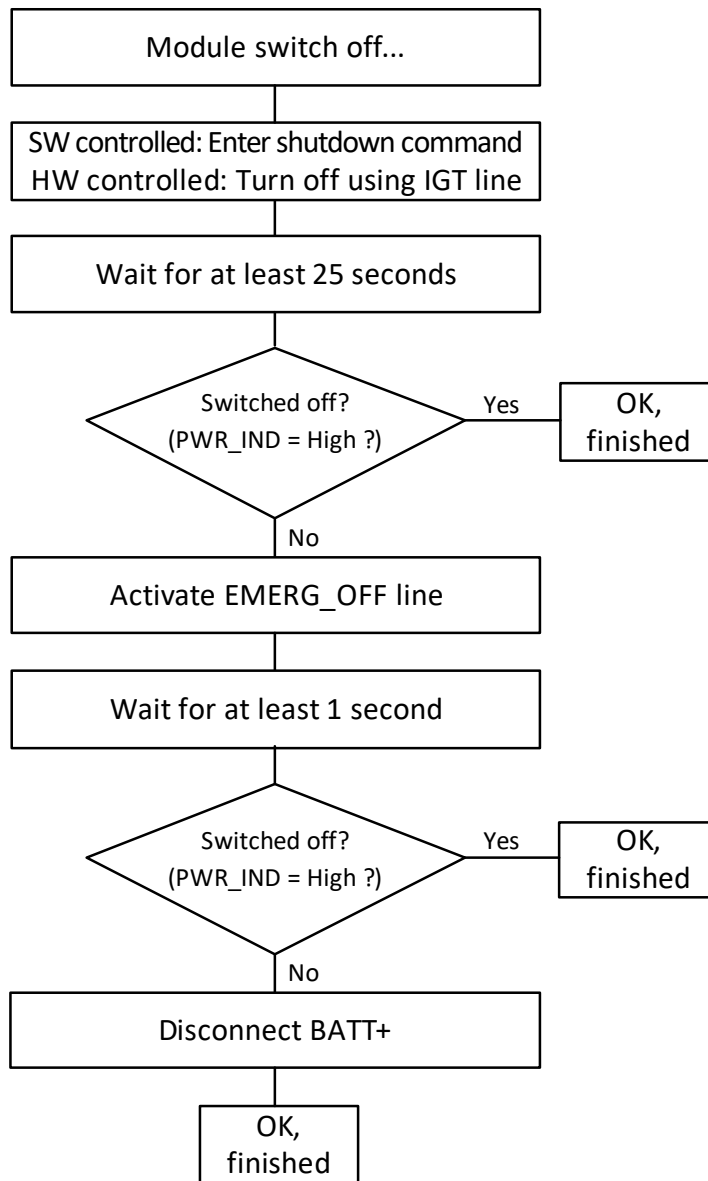 Module switch off...
SW controlled: Enter shutdown command
HW controlled: Turn off using IGT line
Wait for at least 25 seconds
Switched off?
(PWR_IND = High ?)
Yes
OK,
finished
No
Activate EMERG_OFF line
Wait for at least 1 second
Switched off?
(PWR_IND = High ?)
Yes
OK,
finished
No
Disconnect BATT+
OK,
finished